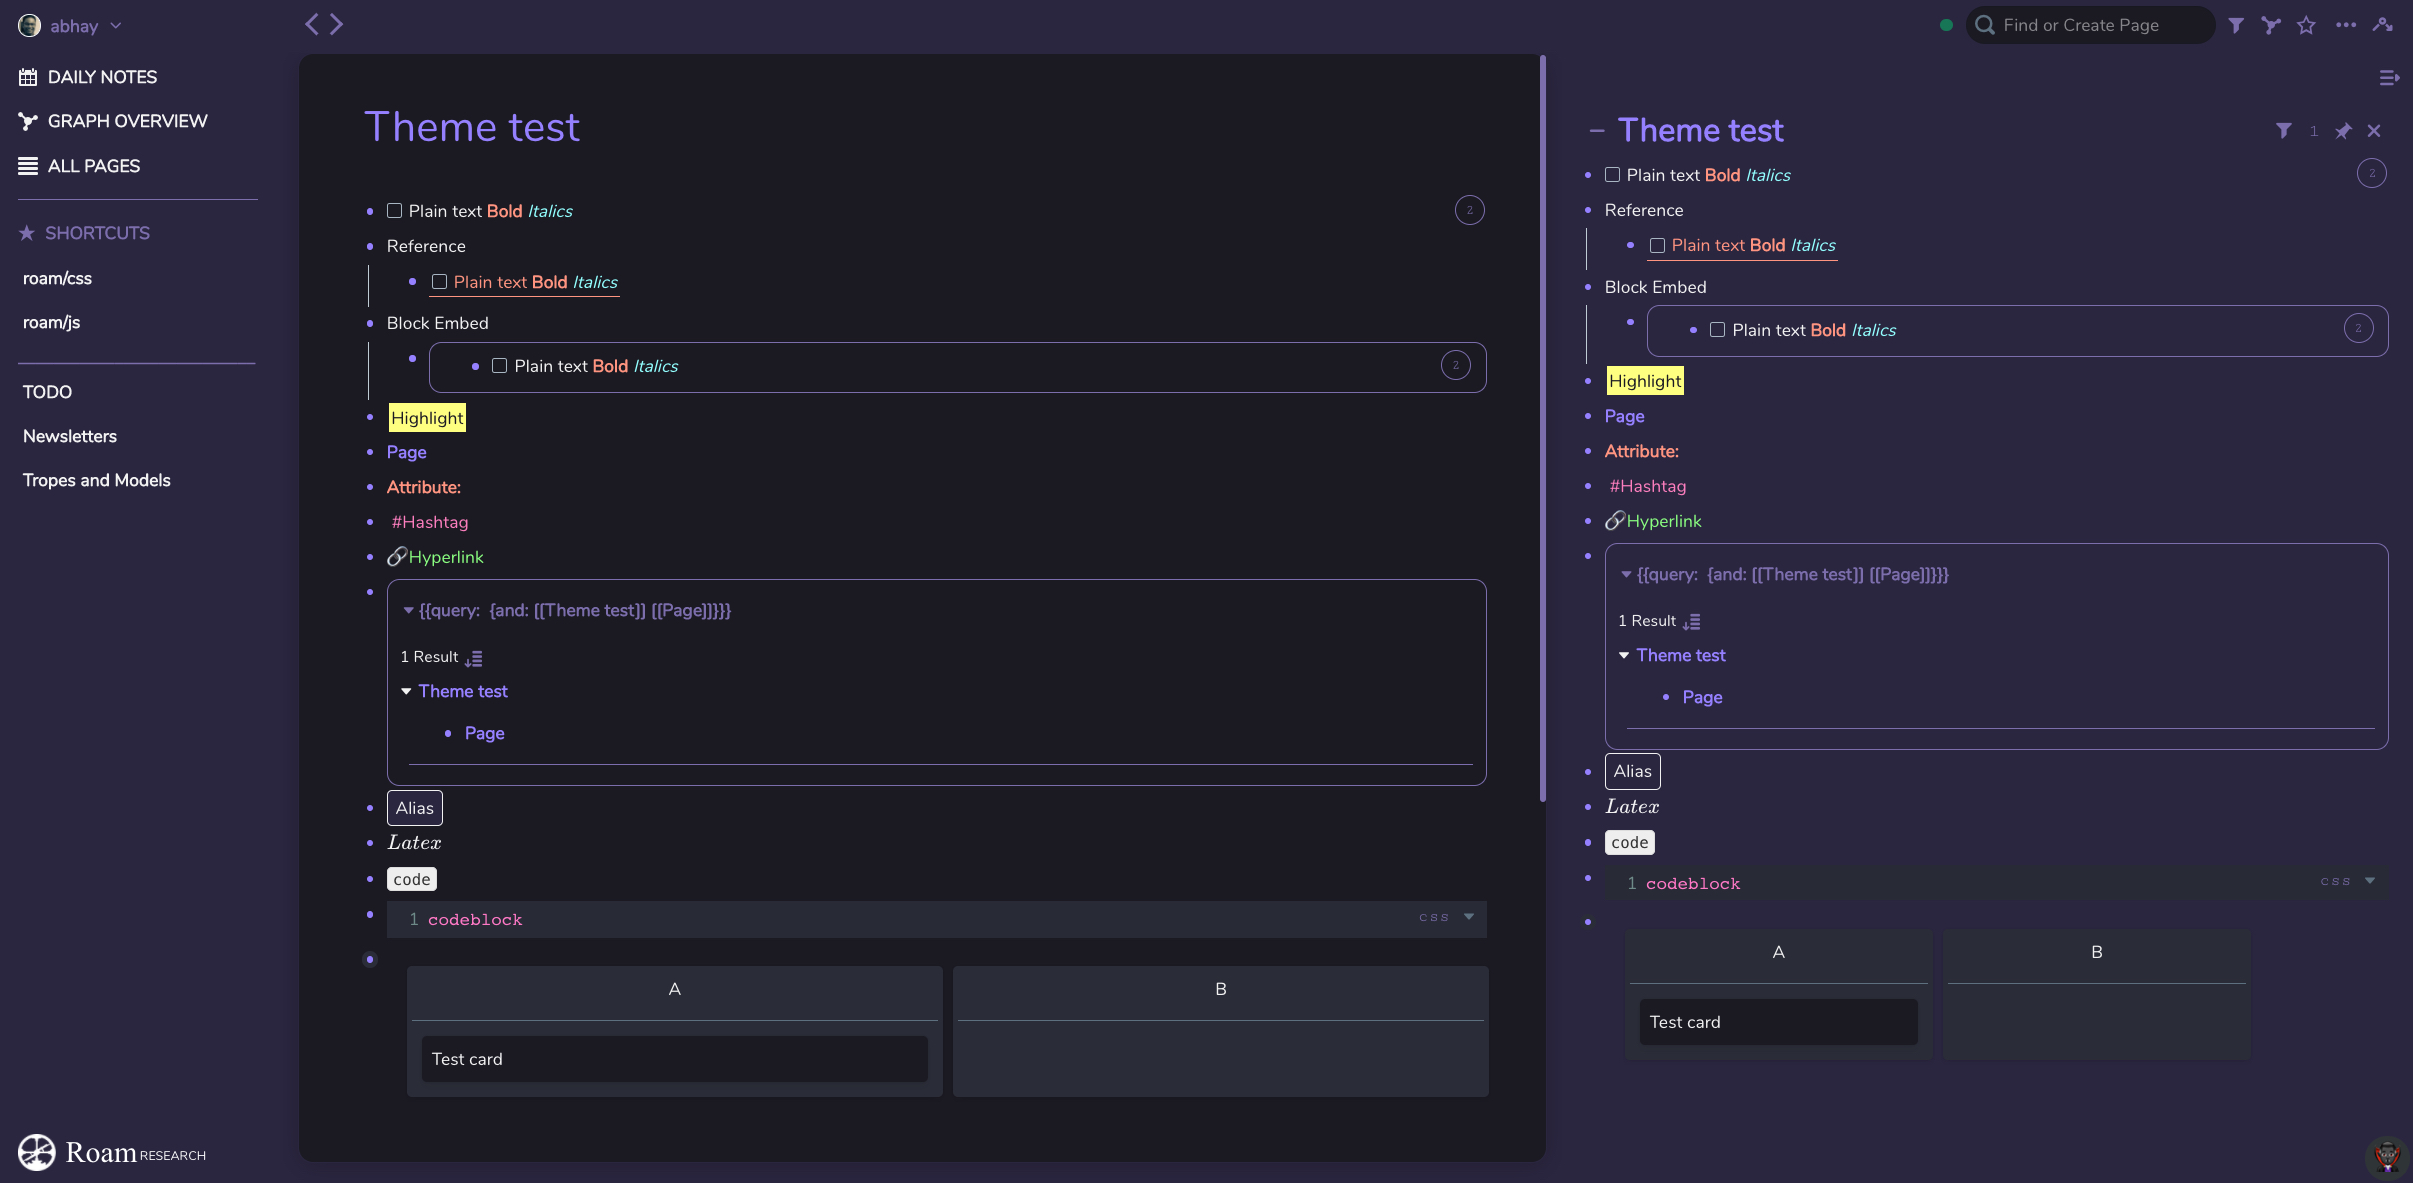 abhay
DAILY NOTES
GRAPH OVERVIEW
ALL PAGES
SHORTCUTS
roam/css
roam/js
TODO
Newsletters
Tropes and Models
Roam RESEARCH
Find or Create Page
Theme test
Plain text Bold Italics
2
Reference
Plain text Bold Italics
Block Embed
Plain text Bold Italics
2
Highlight
Page
Attribute:
#Hashtag
Hyperlink
{{query: {and: [[Theme test]] [[Page]]}}}
1 Result
Theme test
Page
Alias
Latex
code
1 codeblock
css
A
B
Test card
Theme test
1
Plain text Bold Italics
2
Reference
Plain text Bold Italics
Block Embed
Plain text Bold Italics
2
Highlight
Page
Attribute:
#Hashtag
Hyperlink
{{query: {and: [[Theme test]] [[Page]]}}}
1 Result
Theme test
Page
Alias
Latex
code
1 codeblock
css
A
B
Test card